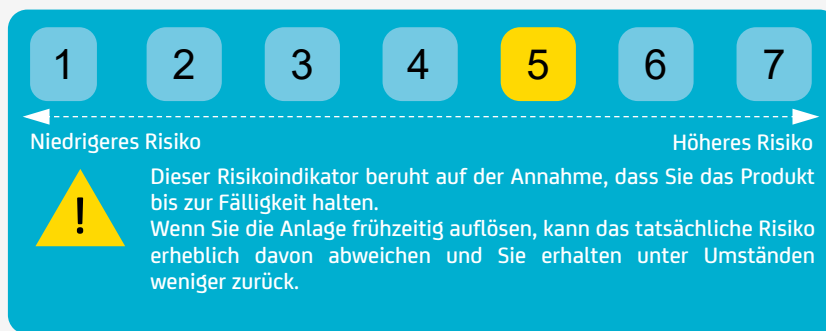 1 2 3 4 5 6 7
Niedrigeres Risiko Höheres Risiko
!
Dieser Risikoindikator beruht auf der Annahme, dass Sie das Produkt
bis zur Fälligkeit halten.
Wenn Sie die Anlage frühzeitig auflösen, kann das tatsächliche Risiko
erheblich davon abweichen und Sie erhalten unter Umständen
weniger zurück.